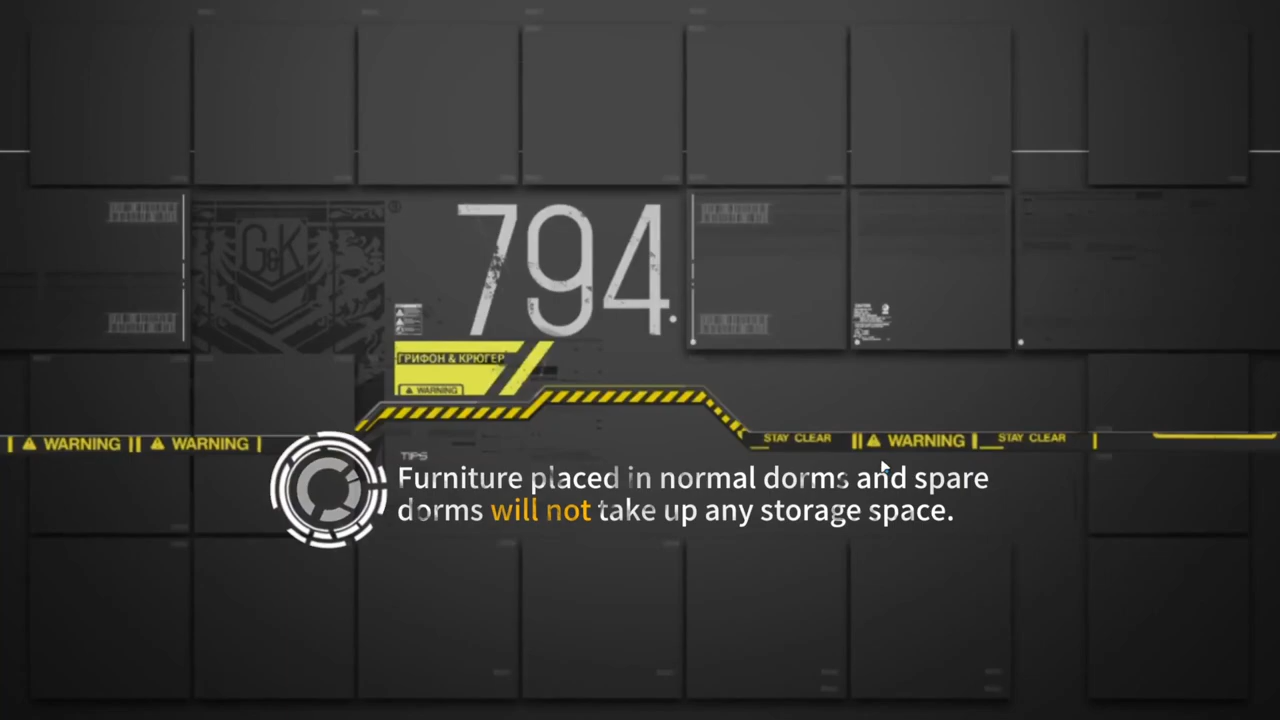 G&K
794.
ГРИФОН & КРЮГЕР
WARNING
WARNING
WARNING
STAY CLEAR
WARNING
STAY CLEAR
TIPS
Furniture placed in normal dorms and spare
dorms will not take up any storage space.